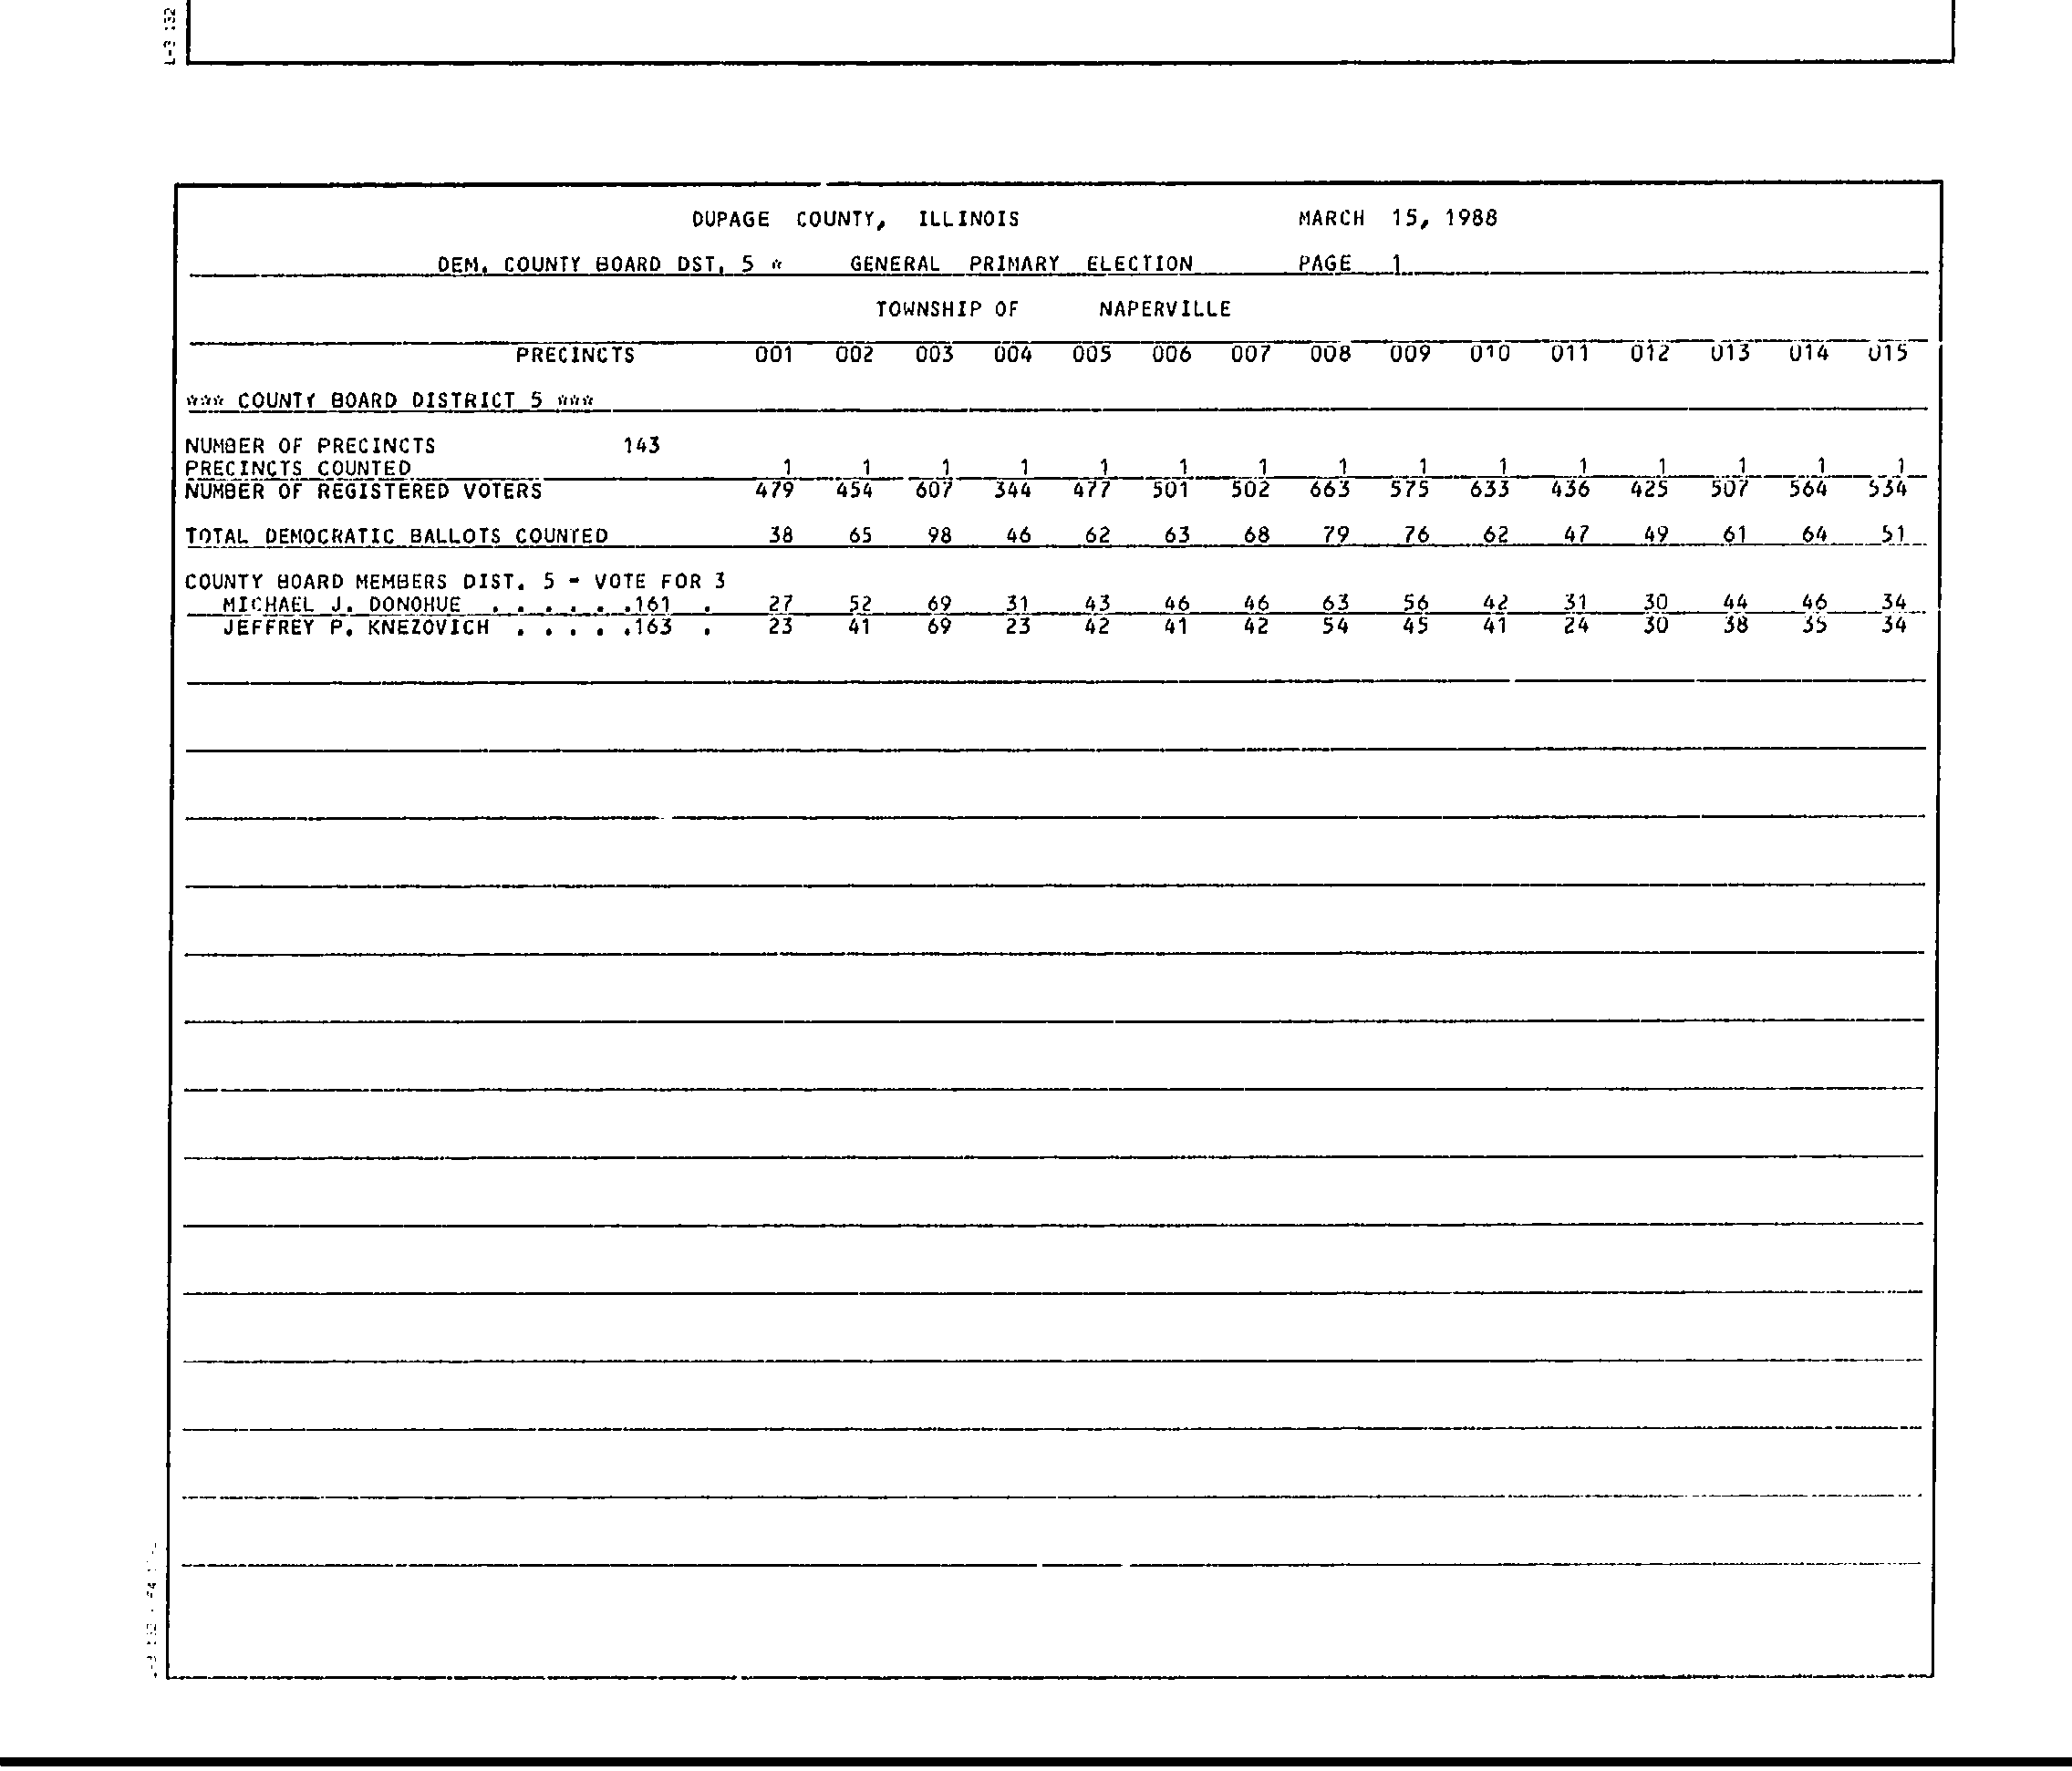 L-3 132
DUPAGE COUNTY, ILLINOIS MARCH 15, 1988
DEM. COUNTY BOARD DST. 5 * GENERAL PRIMARY ELECTION PAGE 1
TOWNSHIP OF NAPERVILLE
PRECINCTS 001 002 003 004 005 006 007 008 009 010 011 012 013 014 015
*** COUNTY BOARD DISTRICT 5 ***
NUMBER OF PRECINCTS 143
PRECINCTS COUNTED 1 1 1 1 1 1 1 1 1 1 1 1 1 1 1
NUMBER OF REGISTERED VOTERS 479 454 607 344 477 501 502 663 575 633 436 425 507 564 534
TOTAL DEMOCRATIC BALLOTS COUNTED 38 65 98 46 62 63 68 79 76 62 47 49 61 64 51
COUNTY BOARD MEMBERS DIST. 5 - VOTE FOR 3
MICHAEL J. DONOHUE . . . . . .161 . 27 52 69 31 43 46 46 63 56 42 31 30 44 46 34
JEFFREY P. KNEZOVICH . . . . .163 . 23 41 69 23 42 41 42 54 45 41 24 30 38 35 34